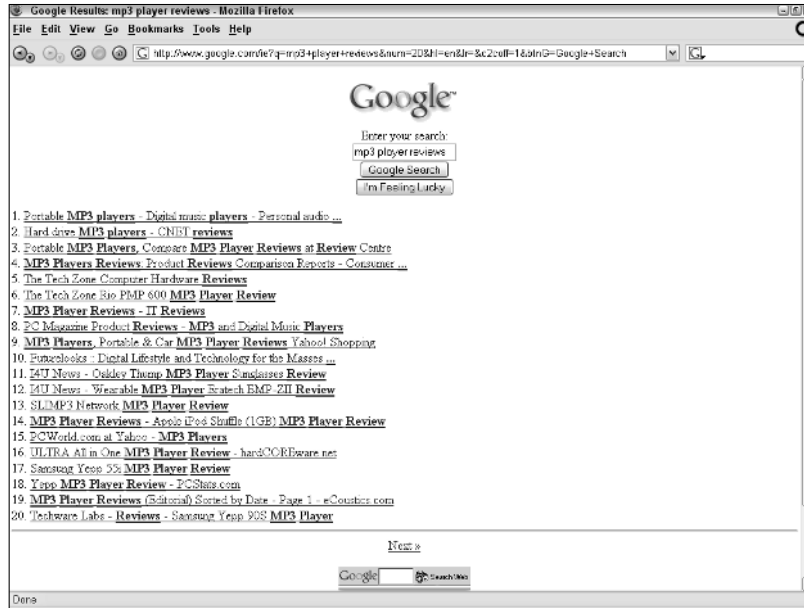 Google Results: mp3 player reviews - Mozilla Firefox
File Edit View Go Bookmarks Tools Help
http://www.google.com/ie?q=mp3+player+reviews&num=20&hl=en&lr=&c2coff=1&btnG=Google+Search
Google™
Enter your search:
mp3 player reviews
Google Search
I'm Feeling Lucky
1. Portable MP3 players - Digital music players - Personal audio ...
2. Hard drive MP3 players - CNET reviews
3. Portable MP3 Players, Compare MP3 Player Reviews at Review Centre
4. MP3 Players Reviews: Product Reviews Comparison Reports - Consumer ...
5. The Tech Zone Computer Hardware Reviews
6. The Tech Zone Rio PMP 600 MP3 Player Review
7. MP3 Player Reviews - IT Reviews
8. PC Magazine Product Reviews - MP3 and Digital Music Players
9. MP3 Players, Portable & Car MP3 Player Reviews Yahoo! Shopping
10. Futurelooks :: Digital Lifestyle and Technology for the Masses ...
11. I4U News - Oakley Thump MP3 Player Sunglasses Review
12. I4U News - Wearable MP3 Player Eratech EMP-ZII Review
13. SLIMP3 Network MP3 Player Review
14. MP3 Player Reviews - Apple iPod Shuffle (1GB) MP3 Player Review
15. PCWorld.com at Yahoo - MP3 Players
16. ULTRA All in One MP3 Player Review - hardCOREware.net
17. Samsung Yepp 55i MP3 Player Review
18. Yepp MP3 Player Review - PCStats.com
19. MP3 Player Reviews (Editorial) Sorted by Date - Page 1 - eCoustics.com
20. Techware Labs - Reviews - Samsung Yepp 90S MP3 Player
Next »
Google Search Web
Done